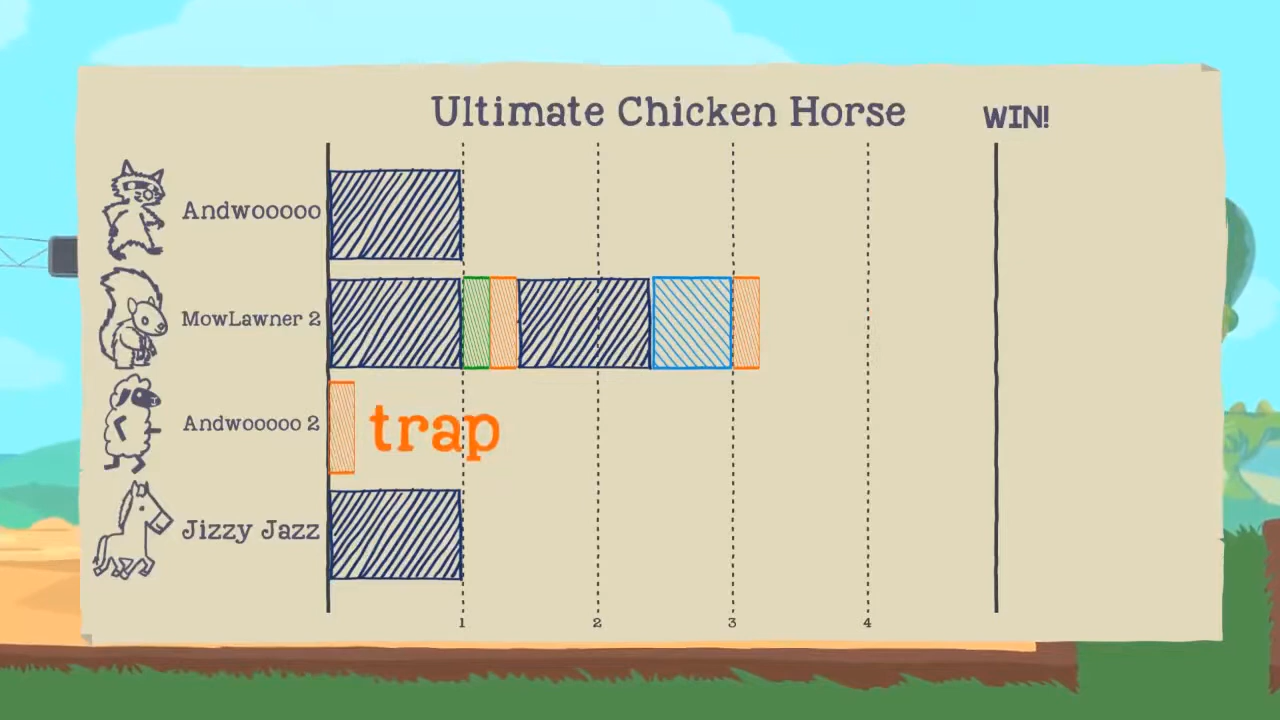 Ultimate Chicken Horse
WIN!
Andwooooo
MowLawner 2
Andwooooo 2
trap
Jizzy Jazz
1 2 3 4